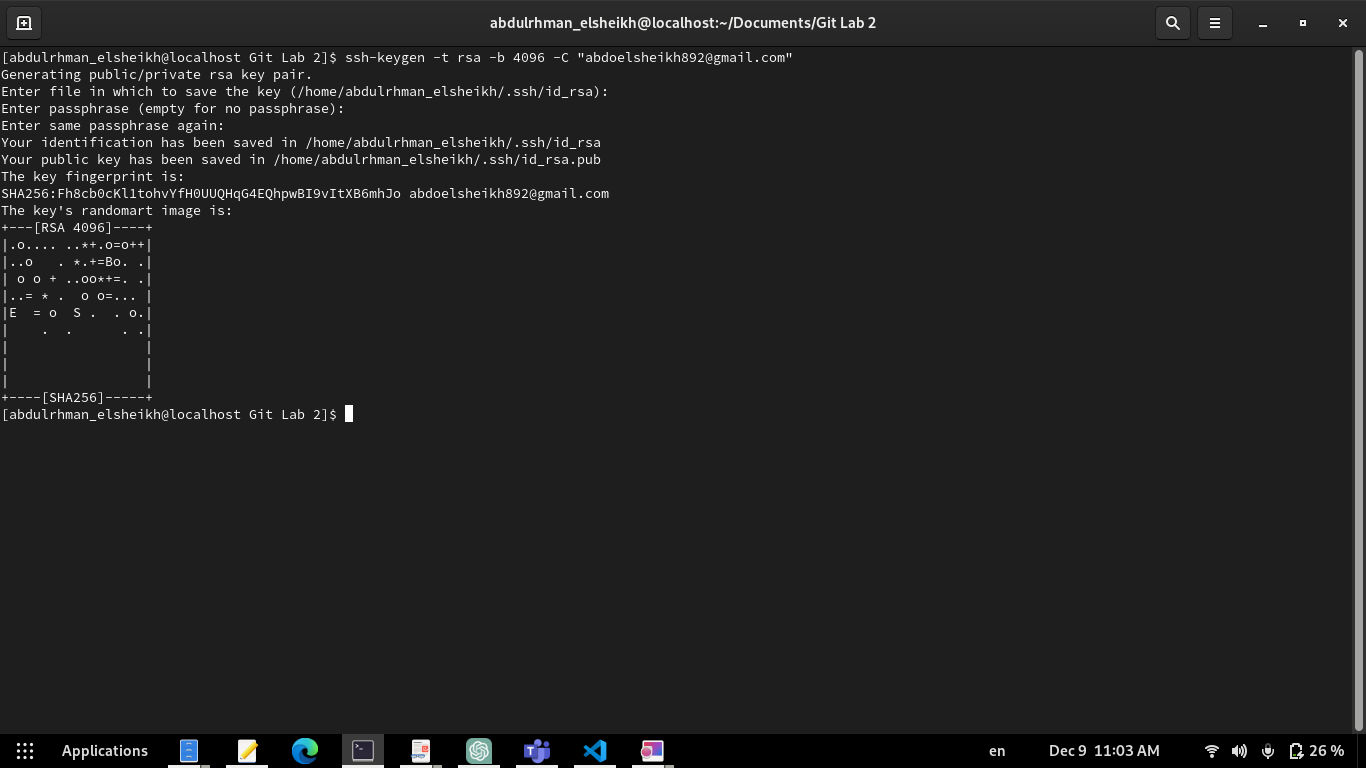 abdulrhman_elsheikh@localhost:~/Documents/Git Lab 2
[abdulrhman_elsheikh@localhost Git Lab 2]$ ssh-keygen -t rsa -b 4096 -C "abdoelsheikh892@gmail.com"
Generating public/private rsa key pair.
Enter file in which to save the key (/home/abdulrhman_elsheikh/.ssh/id_rsa):
Enter passphrase (empty for no passphrase):
Enter same passphrase again:
Your identification has been saved in /home/abdulrhman_elsheikh/.ssh/id_rsa
Your public key has been saved in /home/abdulrhman_elsheikh/.ssh/id_rsa.pub
The key fingerprint is:
SHA256:Fh8cb0cKl1tohvYfH0UUQHqG4EQhpwBI9vItXB6mhJo abdoelsheikh892@gmail.com
The key's randomart image is:
+---[RSA 4096]----+
|.o.... ..*+.o=o++|
|..o   . *.+=Bo. .|
| o o + ..oo*+=. .|
|..= * .  o o=... |
|E  = o  S .  . o.|
|    .  .      . .|
|                 |
|                 |
|                 |
+----[SHA256]-----+
[abdulrhman_elsheikh@localhost Git Lab 2]$
Applications
en
Dec 9 11:03 AM
26 %